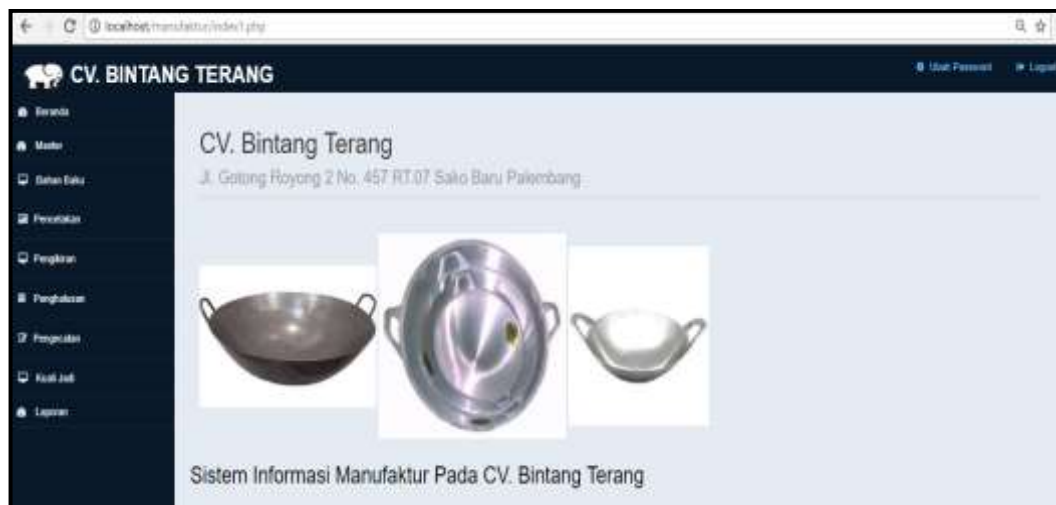 localhost/manufaktur/index1.php
CV. BINTANG TERANG
Ubah Password
Logout
Beranda
Master
Bahan Baku
Pencetakan
Pengikiran
Penghalusan
Pengecatan
Kuali Jadi
Laporan
CV. Bintang Terang
Jl. Gotong Royong 2 No. 457 RT.07 Sako Baru Palembang
Sistem Informasi Manufaktur Pada CV. Bintang Terang